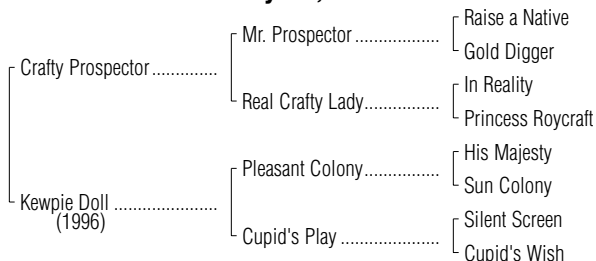 Raise a Native
Mr. Prospector ................
Gold Digger
Crafty Prospector .............
In Reality
Real Crafty Lady ...............
Princess Roycraft
His Majesty
Pleasant Colony ...............
Sun Colony
Kewpie Doll ....................
(1996)
Silent Screen
Cupid's Play ...................
Cupid's Wish